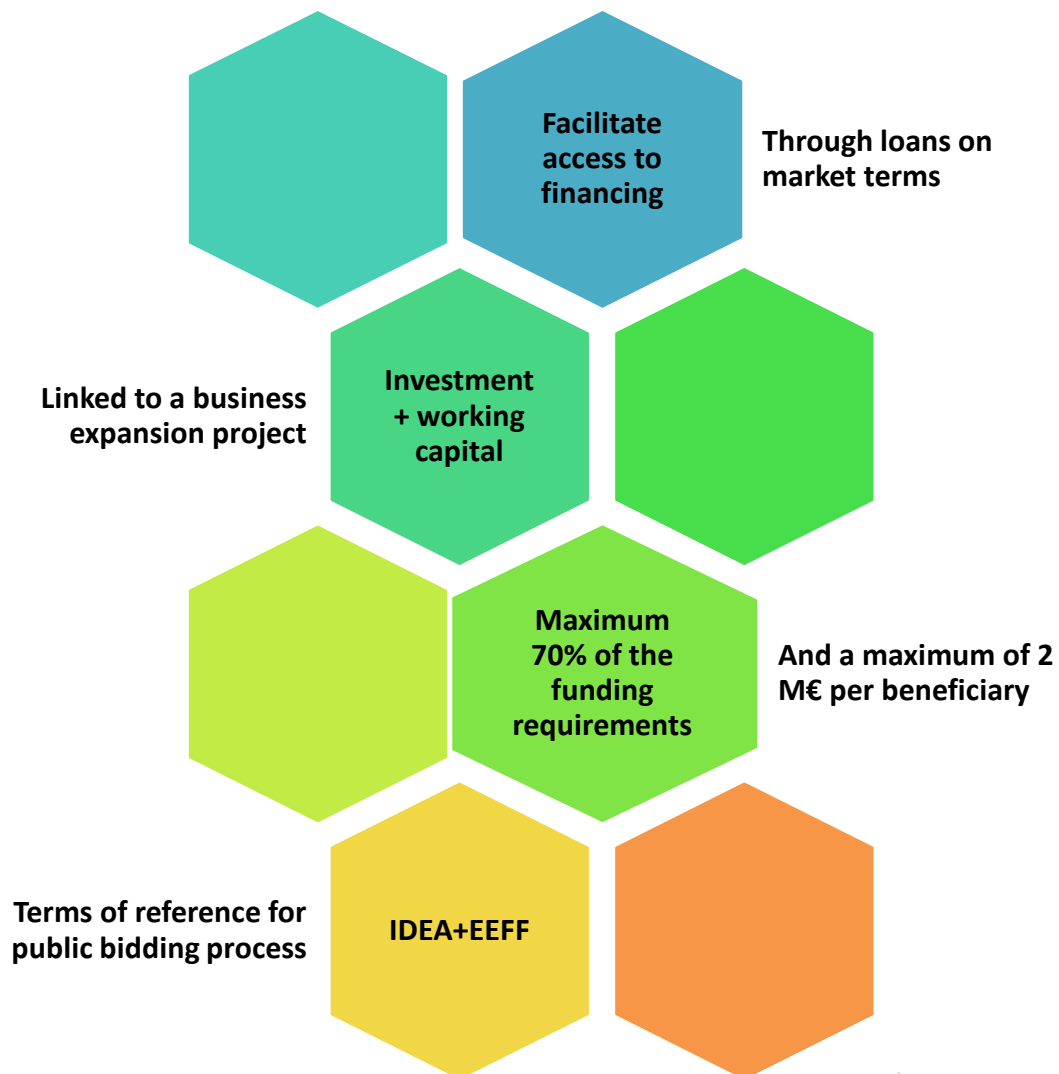 Facilitate
access to
financing
Through loans on
market terms
Linked to a business
expansion project
Investment
+ working
capital
Maximum
70% of the
funding
requirements
And a maximum of 2
M€ per beneficiary
Terms of reference for
public bidding process
IDEA+EEFF